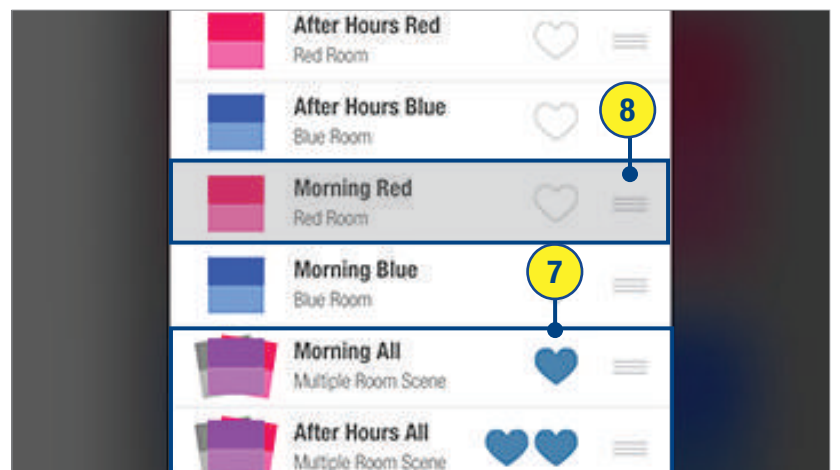 After Hours Red
Red Room
After Hours Blue
Blue Room
8
Morning Red
Red Room
Morning Blue
Blue Room
7
Morning All
Multiple Room Scene
After Hours All
Multiple Room Scene